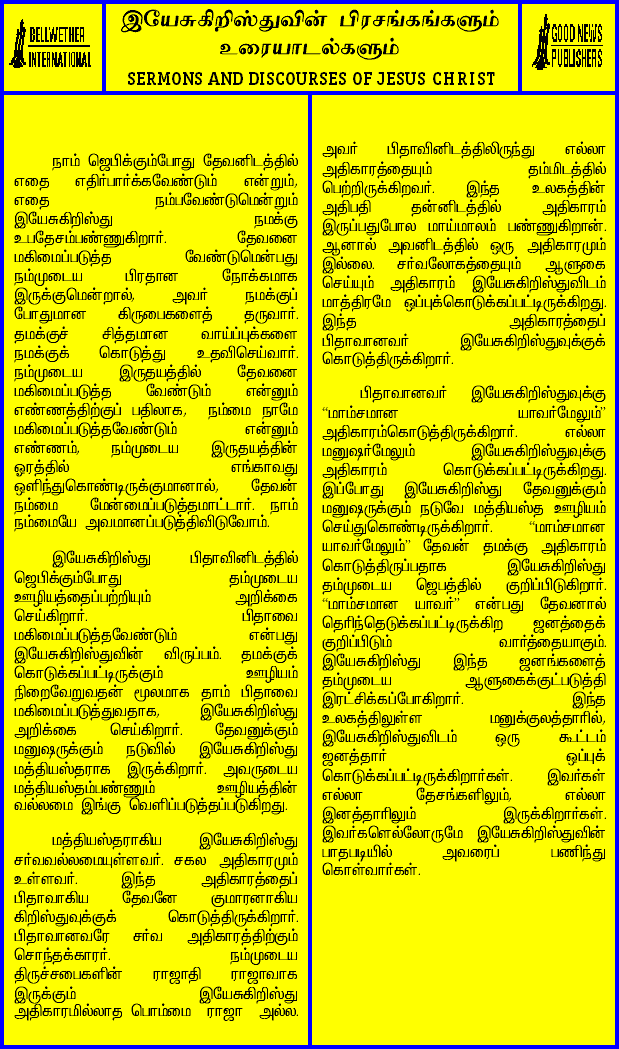 BELLWETHER
INTERNATIONAL
இயேசுகிறிஸ்துவின் பிரசங்கங்களும்
உரையாடல்களும்
SERMONS AND DISCOURSES OF JESUS CHRIST
GOOD NEWS
PUBLISHERS
நாம் ஜெபிக்கும்போது தேவனிடத்தில்
எதை எதிர்பார்க்கவேண்டும் என்றும்,
எதை நம்பவேண்டுமென்றும்
இயேசுகிறிஸ்து நமக்கு
உபதேசம்பண்ணுகிறார். தேவனை
மகிமைப்படுத்த வேண்டுமென்பது
நம்முடைய பிரதான நோக்கமாக
இருக்குமென்றால், அவர் நமக்குப்
போதுமான கிருபைகளைத் தருவார்.
தமக்குச் சித்தமான வாய்ப்புக்களை
நமக்குக் கொடுத்து உதவிசெய்வார்.
நம்முடைய இருதயத்தில் தேவனை
மகிமைப்படுத்த வேண்டும் என்னும்
எண்ணத்திற்குப் பதிலாக, நம்மை நாமே
மகிமைப்படுத்தவேண்டும் என்னும்
எண்ணம், நம்முடைய இருதயத்தின்
ஓரத்தில் எங்காவது
ஒளிந்துகொண்டிருக்குமானால், தேவன்
நம்மை மேன்மைப்படுத்தமாட்டார். நாம்
நம்மையே அவமானப்படுத்திவிடுவோம்.
இயேசுகிறிஸ்து பிதாவினிடத்தில்
ஜெபிக்கும்போது தம்முடைய
ஊழியத்தைப்பற்றியும் அறிக்கை
செய்கிறார். பிதாவை
மகிமைப்படுத்தவேண்டும் என்பது
இயேசுகிறிஸ்துவின் விருப்பம். தமக்குக்
கொடுக்கப்பட்டிருக்கும் ஊழியம்
நிறைவேறுவதன் மூலமாக தாம் பிதாவை
மகிமைப்படுத்துவதாக, இயேசுகிறிஸ்து
அறிக்கை செய்கிறார். தேவனுக்கும்
மனுஷருக்கும் நடுவில் இயேசுகிறிஸ்து
மத்தியஸ்தராக இருக்கிறார். அவருடைய
மத்தியஸ்தம்பண்ணும் ஊழியத்தின்
வல்லமை இங்கு வெளிப்படுத்தப்படுகிறது.
மத்தியஸ்தராகிய இயேசுகிறிஸ்து
சர்வவல்லமையுள்ளவர். சகல அதிகாரமும்
உள்ளவர். இந்த அதிகாரத்தைப்
பிதாவாகிய தேவனே குமாரனாகிய
கிறிஸ்துவுக்குக் கொடுத்திருக்கிறார்.
பிதாவானவரே சர்வ அதிகாரத்திற்கும்
சொந்தக்காரர். நம்முடைய
திருச்சபைகளின் ராஜாதி ராஜாவாக
இருக்கும் இயேசுகிறிஸ்து
அதிகாரமில்லாத பொம்மை ராஜா அல்ல.
அவர் பிதாவினிடத்திலிருந்து எல்லா
அதிகாரத்தையும் தம்மிடத்தில்
பெற்றிருக்கிறவர். இந்த உலகத்தின்
அதிபதி தன்னிடத்தில் அதிகாரம்
இருப்பதுபோல மாய்மாலம் பண்ணுகிறான்.
ஆனால் அவனிடத்தில் ஒரு அதிகாரமும்
இல்லை. சர்வலோகத்தையும் ஆளுகை
செய்யும் அதிகாரம் இயேசுகிறிஸ்துவிடம்
மாத்திரமே ஒப்புக்கொடுக்கப்பட்டிருக்கிறது.
இந்த அதிகாரத்தைப்
பிதாவானவர் இயேசுகிறிஸ்துவுக்குக்
கொடுத்திருக்கிறார்.
பிதாவானவர் இயேசுகிறிஸ்துவுக்கு
“மாம்சமான யாவர்மேலும்”
அதிகாரம்கொடுத்திருக்கிறார். எல்லா
மனுஷர்மேலும் இயேசுகிறிஸ்துவுக்கு
அதிகாரம் கொடுக்கப்பட்டிருக்கிறது.
இப்போது இயேசுகிறிஸ்து தேவனுக்கும்
மனுஷருக்கும் நடுவே மத்தியஸ்த ஊழியம்
செய்துகொண்டிருக்கிறார். “மாம்சமான
யாவர்மேலும்” தேவன் தமக்கு அதிகாரம்
கொடுத்திருப்பதாக இயேசுகிறிஸ்து
தம்முடைய ஜெபத்தில் குறிப்பிடுகிறார்.
“மாம்சமான யாவர்” என்பது தேவனால்
தெரிந்தெடுக்கப்பட்டிருக்கிற ஜனத்தைக்
குறிப்பிடும் வார்த்தையாகும்.
இயேசுகிறிஸ்து இந்த ஜனங்களைத்
தம்முடைய ஆளுகைக்குட்படுத்தி
இரட்சிக்கப்போகிறார். இந்த
உலகத்திலுள்ள மனுக்குலத்தாரில்,
இயேசுகிறிஸ்துவிடம் ஒரு கூட்டம்
ஜனத்தார் ஒப்புக்
கொடுக்கப்பட்டிருக்கிறார்கள். இவர்கள்
எல்லா தேசங்களிலும், எல்லா
இனத்தாரிலும் இருக்கிறார்கள்.
இவர்களெல்லோருமே இயேசுகிறிஸ்துவின்
பாதபடியில் அவரைப் பணிந்து
கொள்வார்கள்.